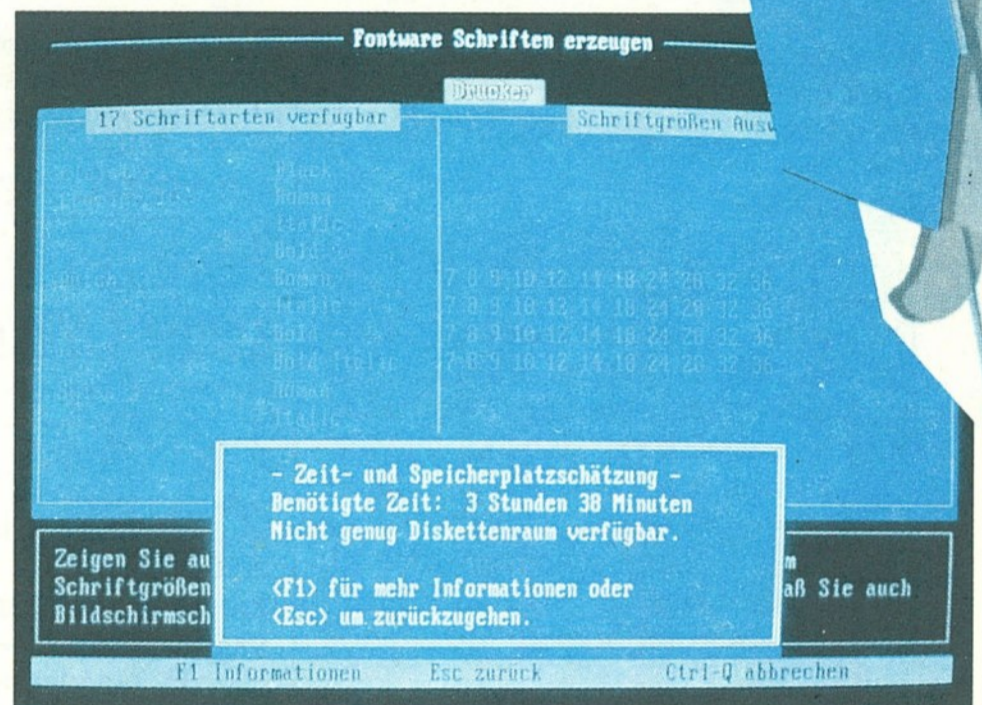 Fontware Schriften erzeugen
Drucker
17 Schriftarten verfügbar
Schriftgrößen
Black
Roman
Italic
Bold
Roman 7 8 9 10 12 14 18 24 28 32 36
Italic 7 8 9 10 12 14 18 24 28 32 36
Bold 7 8 9 10 12 14 18 24 28 32 36
Bold Italic 7 8 9 10 12 14 18 24 28 32 36
Roman
Italic
- Zeit- und Speicherplatzschätzung -
Benötigte Zeit: 3 Stunden 38 Minuten
Nicht genug Diskettenraum verfügbar.
<F1> für mehr Informationen oder
<Esc> um zurückzugehen.
Zeigen Sie au
Schriftgrößen aß Sie auch
Bildschirmsch
F1 Informationen Esc zurück Ctrl-Q abbrechen